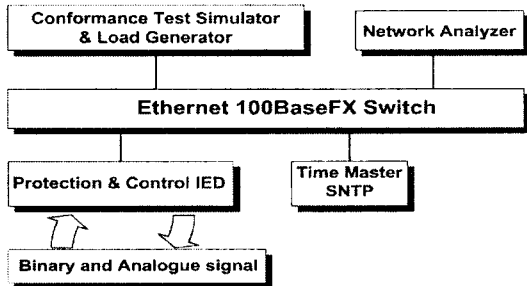 Conformance Test Simulator
& Load Generator
Network Analyzer
Ethernet 100BaseFX Switch
Protection & Control IED
Time Master
SNTP
Binary and Analogue signal